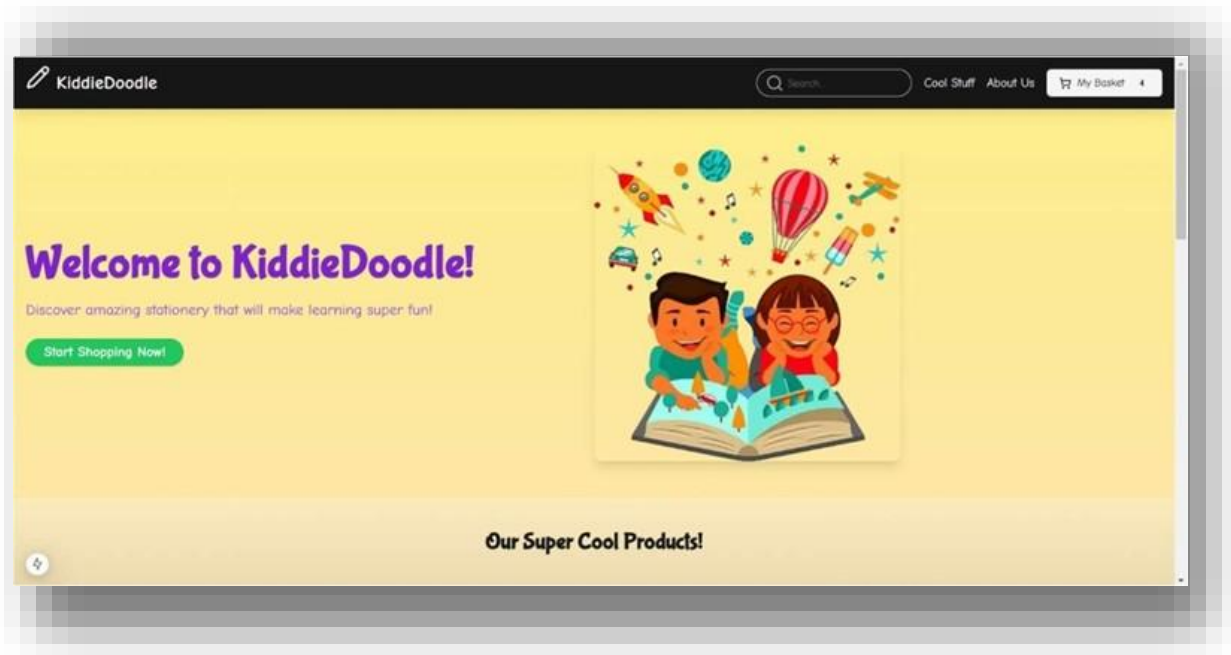 KiddieDoodle
Search
Cool Stuff
About Us
My Basket 4
Welcome to KiddieDoodle!
Discover amazing stationery that will make learning super fun!
Start Shopping Now!
Our Super Cool Products!